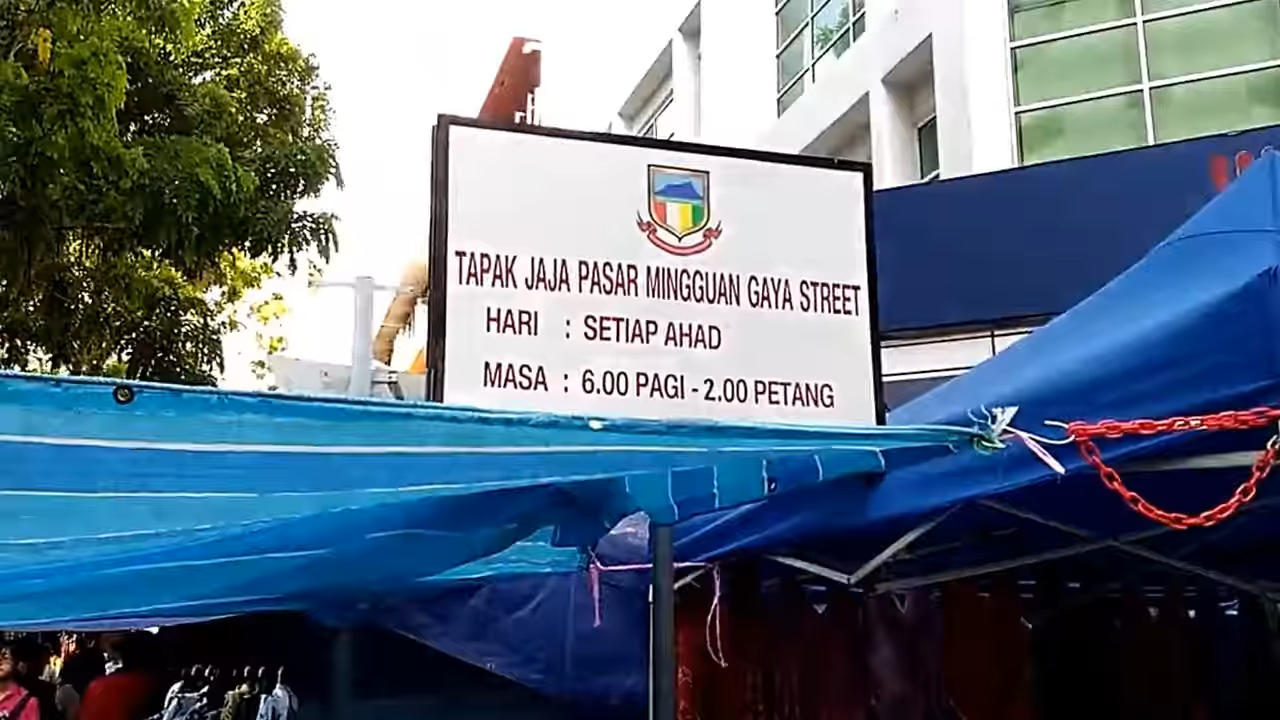 TAPAK JAJA PASAR MINGGUAN GAYA STREET
HARI : SETIAP AHAD
MASA : 6.00 PAGI - 2.00 PETANG